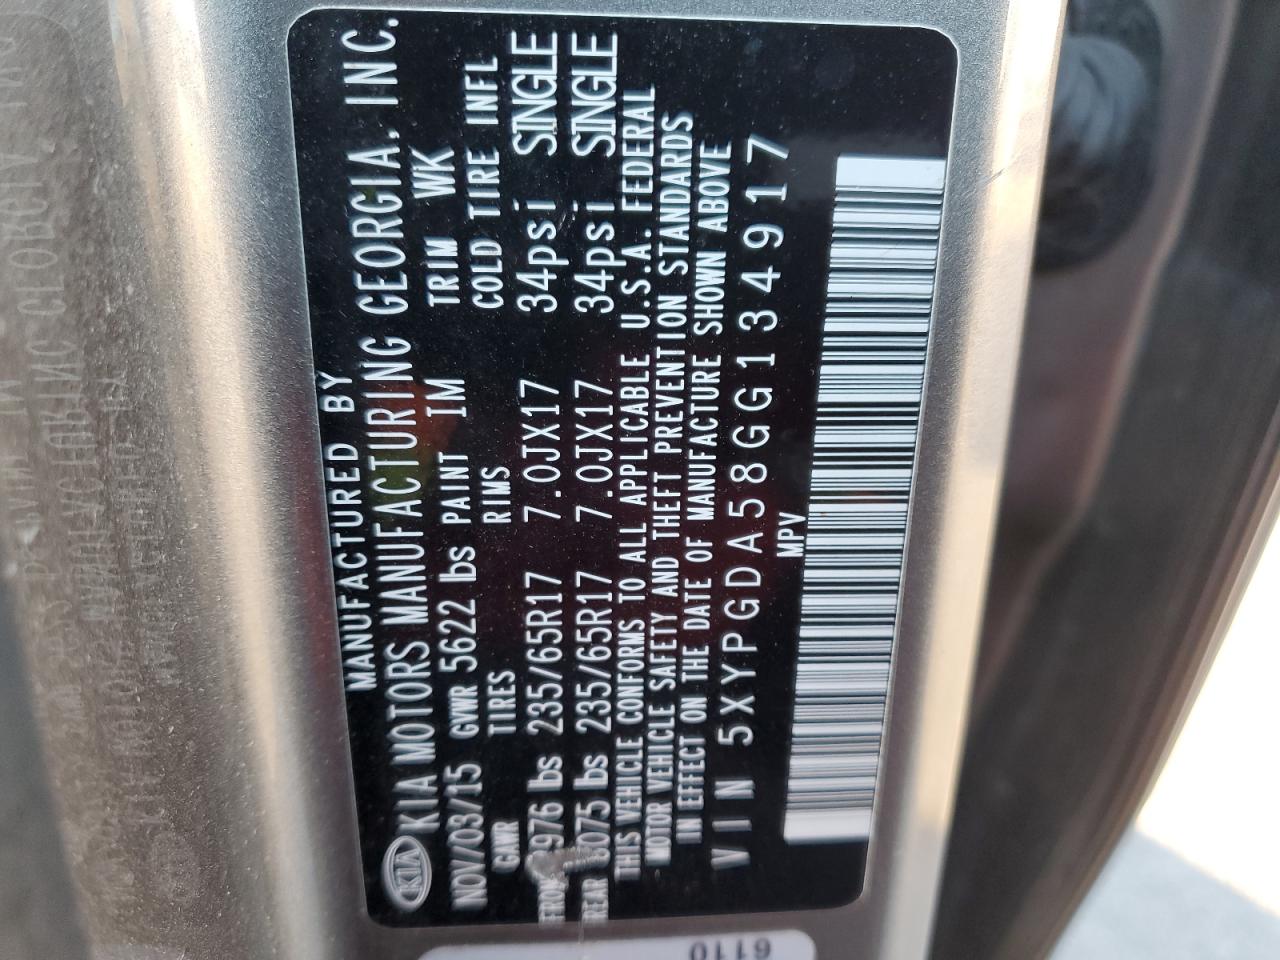 MANUFACTURED BY
KIA KIA MOTORS MANUFACTURING GEORGIA, INC.
NOV/03/15 GVWR 5622 lbs PAINT IM TRIM WK
GAWR TIRES RIMS COLD TIRE INFL
FRONT 976 lbs 235/65R17 7.0JX17 34psi SINGLE
REAR 075 lbs 235/65R17 7.0JX17 34psi SINGLE
THIS VEHICLE CONFORMS TO ALL APPLICABLE U.S.A. FEDERAL
MOTOR VEHICLE SAFETY AND THEFT PREVENTION STANDARDS
IN EFFECT ON THE DATE OF MANUFACTURE SHOWN ABOVE
VIN 5XYPGDA58GG134917
MPV
6110